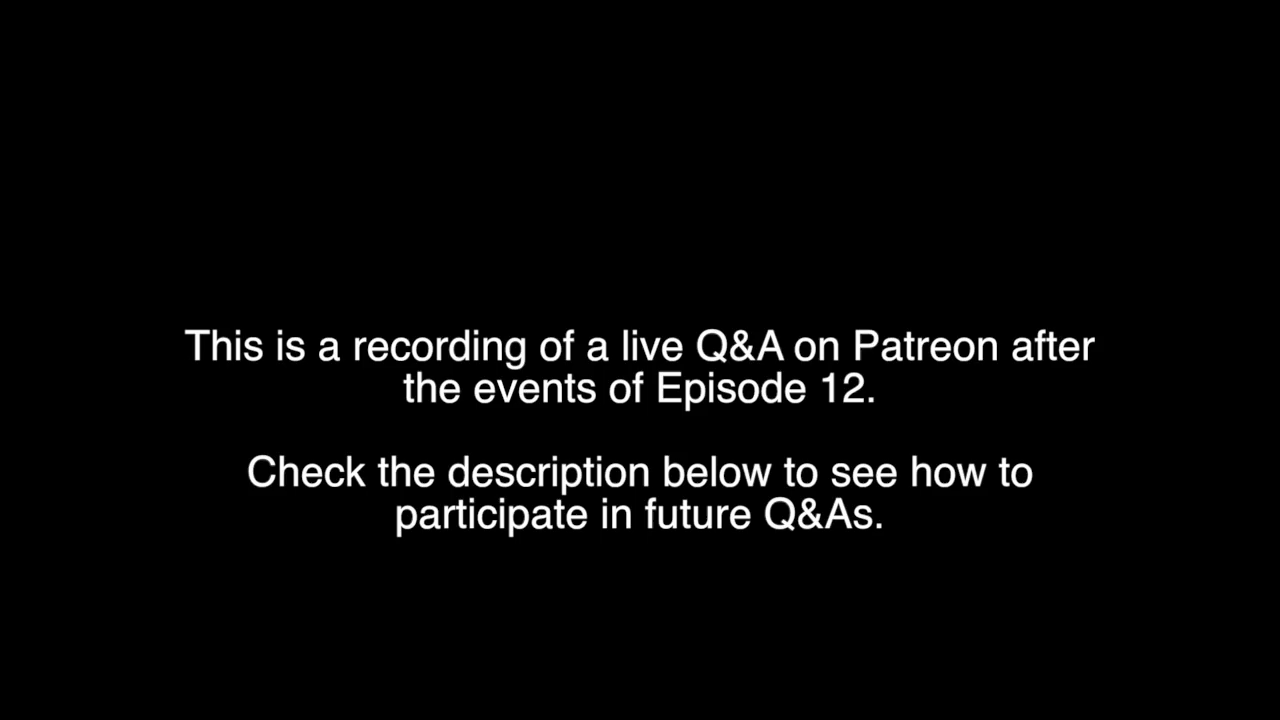 This is a recording of a live Q&A on Patreon after
the events of Episode 12.
Check the description below to see how to
participate in future Q&As.